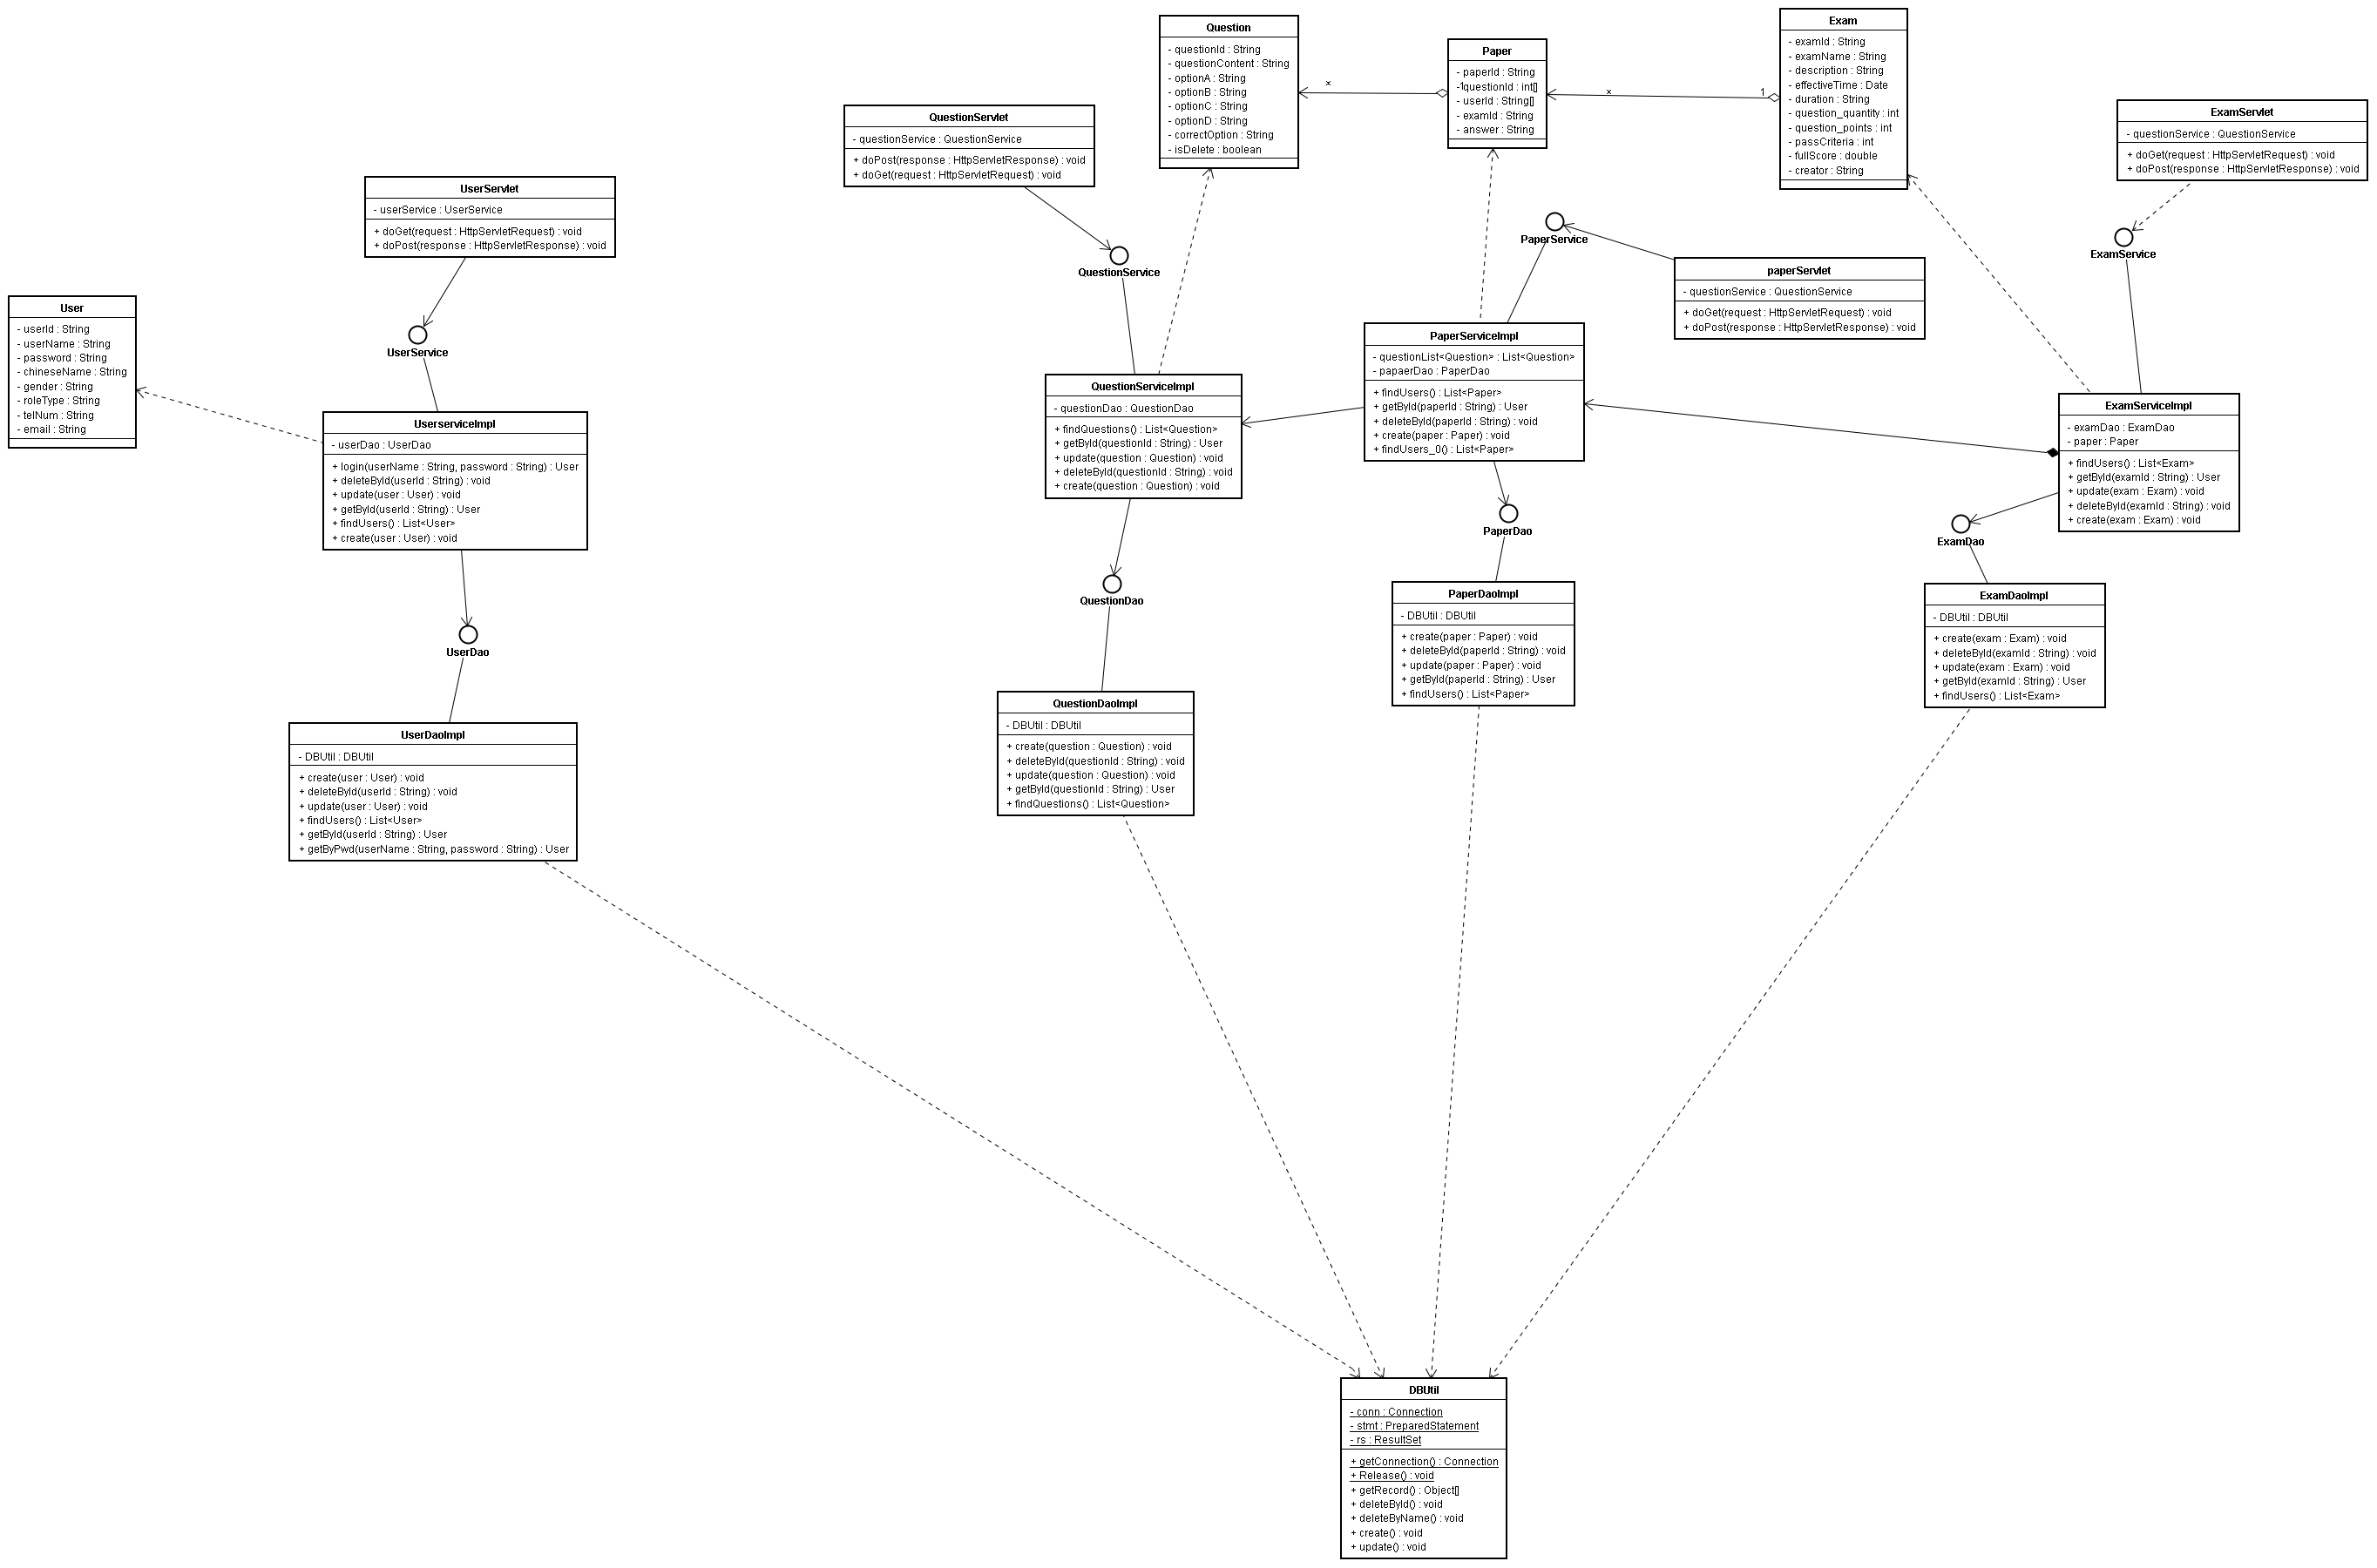 Question
- questionId : String
- questionContent : String
- optionA : String
- optionB : String
- optionC : String
- optionD : String
- correctOption : String
- isDelete : boolean
×
Paper
- paperId : String
-1questionId : int[]
- userId : String[]
- examId : String
- answer : String
×
1
Exam
- examId : String
- examName : String
- description : String
- effectiveTime : Date
- duration : String
- question_quantity : int
- question_points : int
- passCriteria : int
- fullScore : double
- creator : String
ExamServlet
- questionService : QuestionService
+ doGet(request : HttpServletRequest) : void
+ doPost(response : HttpServletResponse) : void
QuestionServlet
- questionService : QuestionService
+ doPost(response : HttpServletResponse) : void
+ doGet(request : HttpServletRequest) : void
UserServlet
- userService : UserService
+ doGet(request : HttpServletRequest) : void
+ doPost(response : HttpServletResponse) : void
PaperService
ExamService
QuestionService
paperServlet
- questionService : QuestionService
+ doGet(request : HttpServletRequest) : void
+ doPost(response : HttpServletResponse) : void
User
- userId : String
- userName : String
- password : String
- chineseName : String
- gender : String
- roleType : String
- telNum : String
- email : String
UserService
PaperServiceImpl
- questionList<Question> : List<Question>
- papaerDao : PaperDao
+ findUsers() : List<Paper>
+ getById(paperId : String) : User
+ deleteById(paperId : String) : void
+ create(paper : Paper) : void
+ findUsers_0() : List<Paper>
QuestionServiceImpl
- questionDao : QuestionDao
+ findQuestions() : List<Question>
+ getById(questionId : String) : User
+ update(question : Question) : void
+ deleteById(questionId : String) : void
+ create(question : Question) : void
ExamServiceImpl
- examDao : ExamDao
- paper : Paper
+ findUsers() : List<Exam>
+ getById(examId : String) : User
+ update(exam : Exam) : void
+ deleteById(examId : String) : void
+ create(exam : Exam) : void
UserserviceImpl
- userDao : UserDao
+ login(userName : String, password : String) : User
+ deleteById(userId : String) : void
+ update(user : User) : void
+ getById(userId : String) : User
+ findUsers() : List<User>
+ create(user : User) : void
PaperDao
ExamDao
QuestionDao
UserDao
PaperDaoImpl
- DBUtil : DBUtil
+ create(paper : Paper) : void
+ deleteById(paperId : String) : void
+ update(paper : Paper) : void
+ getById(paperId : String) : User
+ findUsers() : List<Paper>
ExamDaoImpl
- DBUtil : DBUtil
+ create(exam : Exam) : void
+ deleteById(examId : String) : void
+ update(exam : Exam) : void
+ getById(examId : String) : User
+ findUsers() : List<Exam>
QuestionDaoImpl
- DBUtil : DBUtil
+ create(question : Question) : void
+ deleteById(questionId : String) : void
+ update(question : Question) : void
+ getById(questionId : String) : User
+ findQuestions() : List<Question>
UserDaoImpl
- DBUtil : DBUtil
+ create(user : User) : void
+ deleteById(userId : String) : void
+ update(user : User) : void
+ findUsers() : List<User>
+ getById(userId : String) : User
+ getByPwd(userName : String, password : String) : User
DBUtil
- conn : Connection
- stmt : PreparedStatement
- rs : ResultSet
+ getConnection() : Connection
+ Release() : void
+ getRecord() : Object[]
+ deleteById() : void
+ deleteByName() : void
+ create() : void
+ update() : void